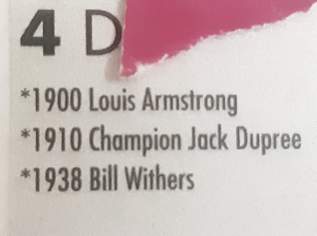 4 D
*1900 Louis Armstrong
*1910 Champion Jack Dupree
*1938 Bill Withers